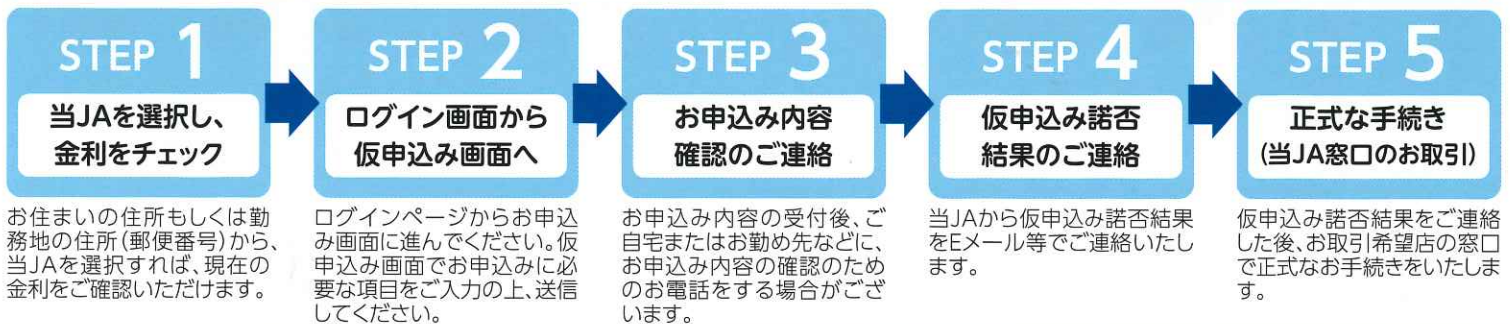 STEP 1
当JAを選択し、
金利をチェック
お住まいの住所もしくは勤
務地の住所(郵便番号)から、
当JAを選択すれば、現在の
金利をご確認いただけます。
STEP 2
ログイン画面から
仮申込み画面へ
ログインページからお申込
み画面に進んでください。仮
申込み画面でお申込みに必
要な項目をご入力の上、送信
してください。
STEP 3
お申込み内容
確認のご連絡
お申込み内容の受付後、ご
自宅またはお勤め先などに、
お申込み内容の確認のため
のお電話をする場合がござ
います。
STEP 4
仮申込み諾否
結果のご連絡
当JAから仮申込み諾否結果
をEメール等でご連絡いたし
ます。
STEP 5
正式な手続き
(当JA窓口のお取引)
仮申込み諾否結果をご連絡
した後、お取引希望店の窓口
で正式なお手続きをいたしま
す。